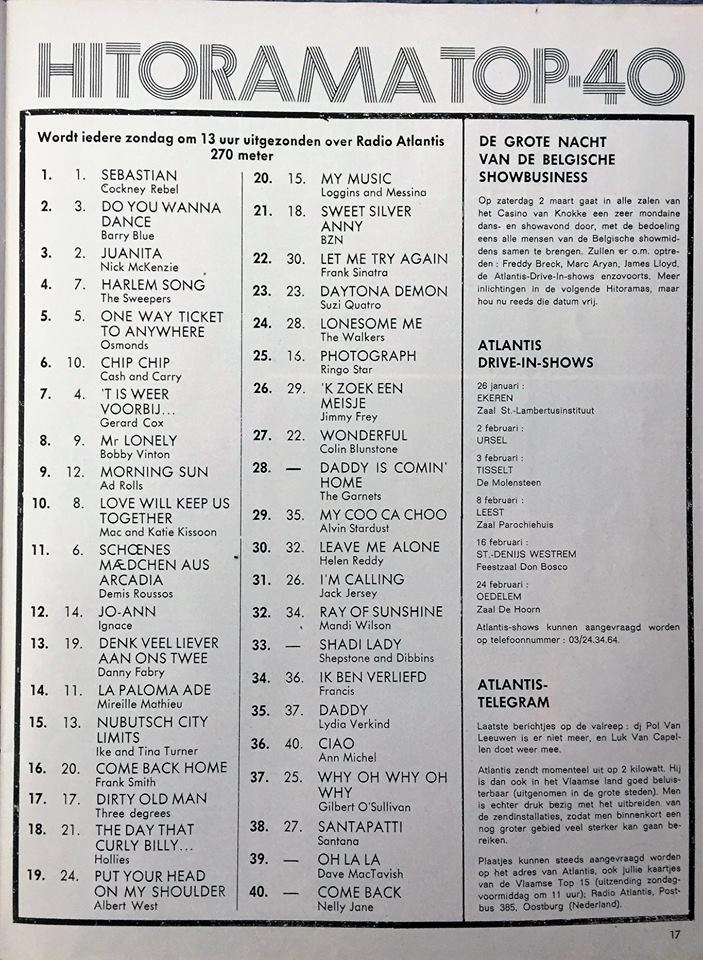 HITORAMA TOP-40
Wordt iedere zondag om 13 uur uitgezonden over Radio Atlantis
270 meter
1. 1. SEBASTIAN
Cockney Rebel
2. 3. DO YOU WANNA
DANCE
Barry Blue
3. 2. JUANITA
Nick McKenzie
4. 7. HARLEM SONG
The Sweepers
5. 5. ONE WAY TICKET
TO ANYWHERE
Osmonds
6. 10. CHIP CHIP
Cash and Carry
7. 4. 'T IS WEER
VOORBIJ...
Gerard Cox
8. 9. Mr LONELY
Bobby Vinton
9. 12. MORNING SUN
Ad Rolls
10. 8. LOVE WILL KEEP US
TOGETHER
Mac and Katie Kissoon
11. 6. SCHŒNES
MÆDCHEN AUS
ARCADIA
Demis Roussos
12. 14. JO-ANN
Ignace
13. 19. DENK VEEL LIEVER
AAN ONS TWEE
Danny Fabry
14. 11. LA PALOMA ADE
Mireille Mathieu
15. 13. NUBUTSCH CITY
LIMITS
Ike and Tina Turner
16. 20. COME BACK HOME
Frank Smith
17. 17. DIRTY OLD MAN
Three degrees
18. 21. THE DAY THAT
CURLY BILLY...
Hollies
19. 24. PUT YOUR HEAD
ON MY SHOULDER
Albert West
20. 15. MY MUSIC
Loggins and Messina
21. 18. SWEET SILVER
ANNY
BZN
22. 30. LET ME TRY AGAIN
Frank Sinatra
23. 23. DAYTONA DEMON
Suzi Quatro
24. 28. LONESOME ME
The Walkers
25. 16. PHOTOGRAPH
Ringo Star
26. 29. 'K ZOEK EEN
MEISJE
Jimmy Frey
27. 22. WONDERFUL
Colin Blunstone
28. — DADDY IS COMIN'
HOME
The Garnets
29. 35. MY COO CA CHOO
Alvin Stardust
30. 32. LEAVE ME ALONE
Helen Reddy
31. 26. I'M CALLING
Jack Jersey
32. 34. RAY OF SUNSHINE
Mandi Wilson
33. — SHADI LADY
Shepstone and Dibbins
34. 36. IK BEN VERLIEFD
Francis
35. 37. DADDY
Lydia Verkind
36. 40. CIAO
Ann Michel
37. 25. WHY OH WHY OH
WHY
Gilbert O'Sullivan
38. 27. SANTAPATTI
Santana
39. — OH LA LA
Dave MacTavish
40. — COME BACK
Nelly Jane
DE GROTE NACHT
VAN DE BELGISCHE
SHOWBUSINESS
Op zaterdag 2 maart gaat in alle zalen van
het Casino van Knokke een zeer mondaine
dans- en showavond door, met de bedoeling
eens alle mensen van de Belgische showmid-
dens samen te brengen. Zullen er o.m. optre-
den : Freddy Breck, Marc Aryan, James Lloyd,
de Atlantis-Drive-In-shows enzovoorts. Meer
inlichtingen in de volgende Hitoramas, maar
hou nu reeds die datum vrij.
ATLANTIS
DRIVE-IN-SHOWS
26 januari :
EKEREN
Zaal St.-Lambertusinstituut
2 februari :
URSEL
3 februari :
TISSELT
De Molensteen
8 februari :
LEEST
Zaal Parochiehuis
16 februari :
ST.-DENIJS WESTREM
Feestzaal Don Bosco
24 februari :
OEDELEM
Zaal De Hoorn
Atlantis-shows kunnen aangevraagd worden
op telefoonnummer : 03/24.34.64.
ATLANTIS-
TELEGRAM
Laatste berichtjes op de valreep : dj Pol Van
Leeuwen is er niet meer, en Luk Van Capel-
len doet weer mee.
Atlantis zendt momenteel uit op 2 kilowatt. Hij
is dan ook in het Vlaamse land goed beluis-
terbaar (uitgenomen in de grote steden). Men
is echter druk bezig met het uitbreiden van
de zendinstallaties, zodat men binnenkort een
nog groter gebied veel sterker kan gaan be-
reiken.
Plaatjes kunnen steeds aangevraagd worden
op het adres van Atlantis, ook jullie kaartjes
van de Vlaamse Top 15 (uitzending zondag-
voormiddag om 11 uur); Radio Atlantis, Post-
bus 385, Oostburg (Nederland).
17